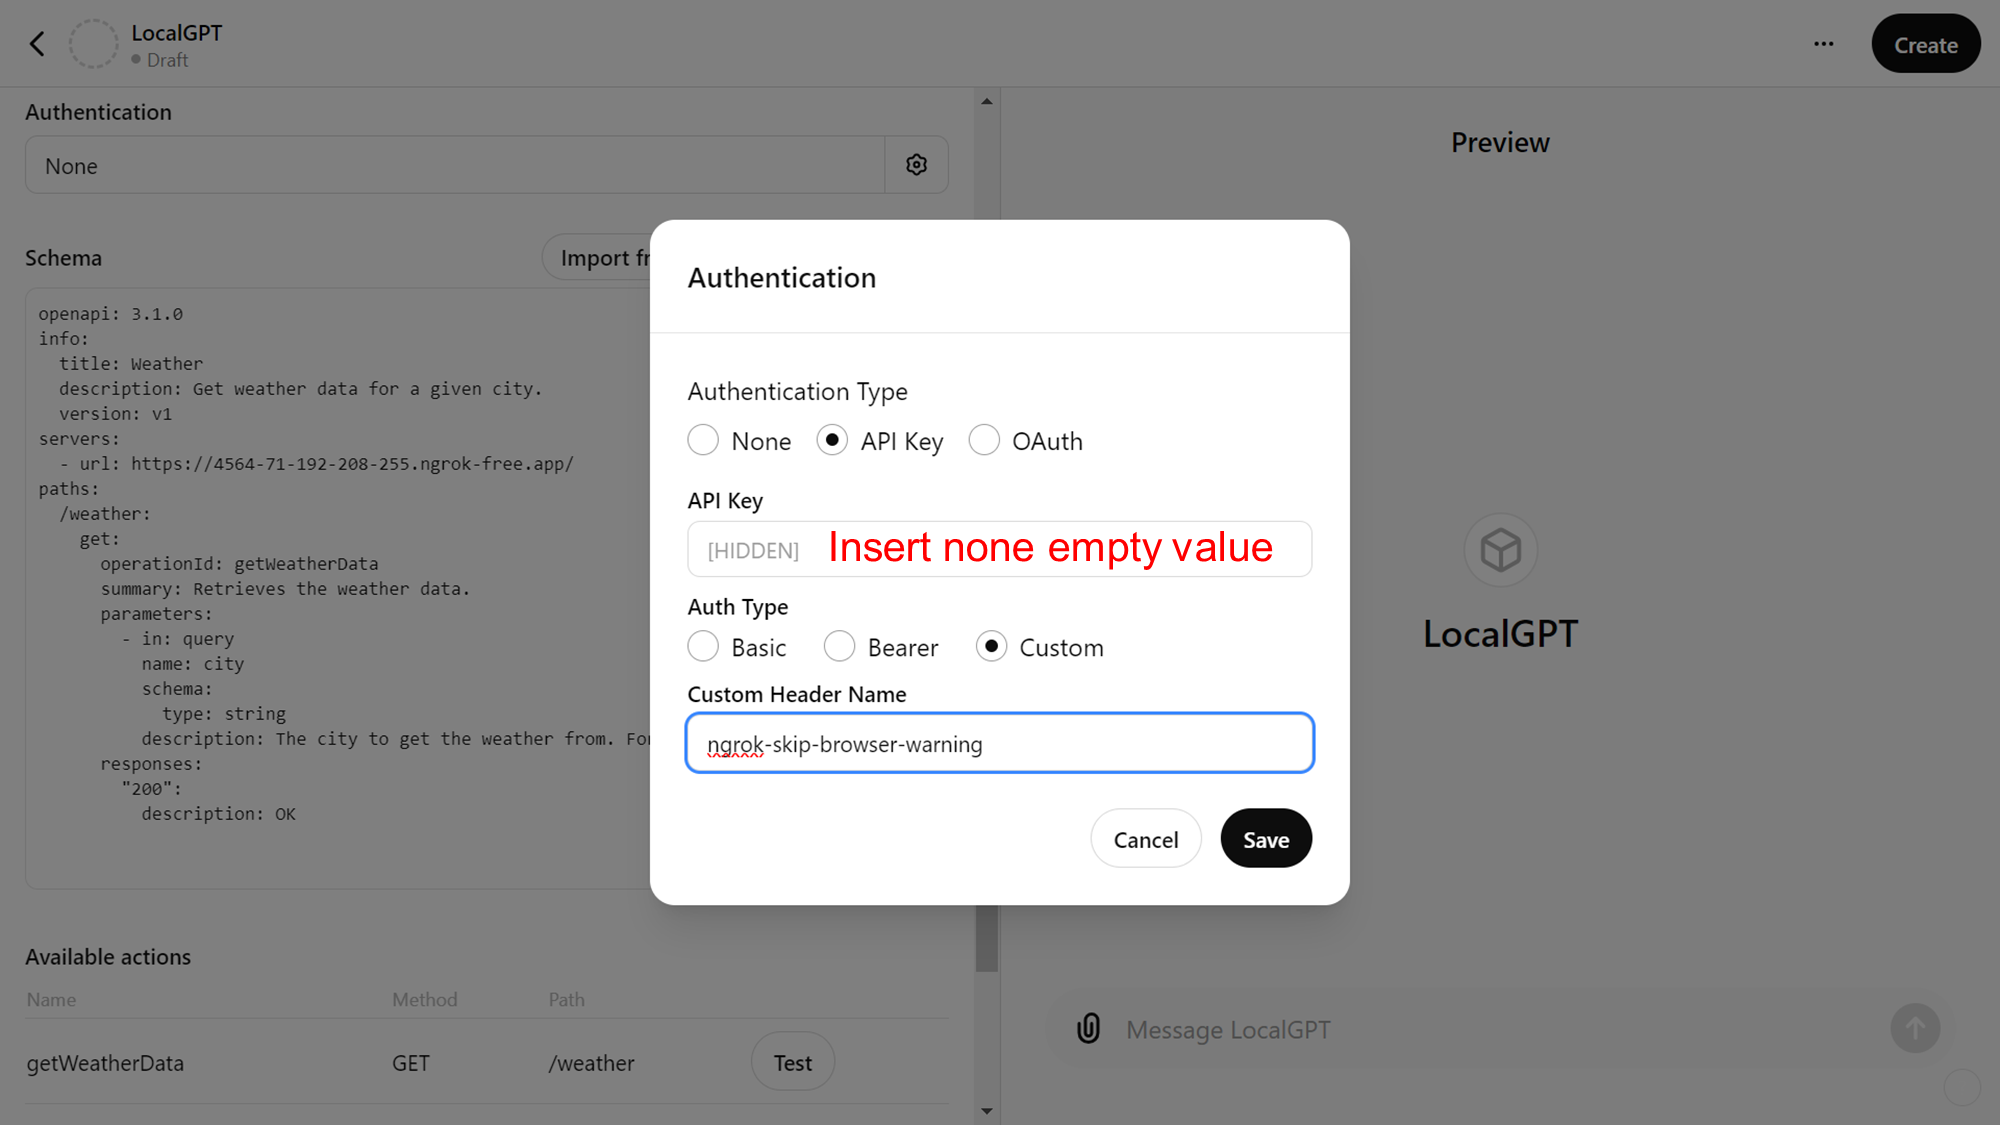 LocalGPT
Draft
Create
Authentication
None
Schema
Import fr
openapi: 3.1.0
info:
  title: Weather
  description: Get weather data for a given city.
  version: v1
servers:
  - url: https://4564-71-192-208-255.ngrok-free.app/
paths:
  /weather:
    get:
      operationId: getWeatherData
      summary: Retrieves the weather data.
      parameters:
        - in: query
          name: city
          schema:
            type: string
          description: The city to get the weather from. For
      responses:
        "200":
          description: OK
Available actions
Name Method Path
getWeatherData GET /weather Test
Authentication
Authentication Type
None API Key OAuth
API Key
[HIDDEN] Insert none empty value
Auth Type
Basic Bearer Custom
Custom Header Name
ngrok-skip-browser-warning
Cancel Save
Preview
LocalGPT
Message LocalGPT